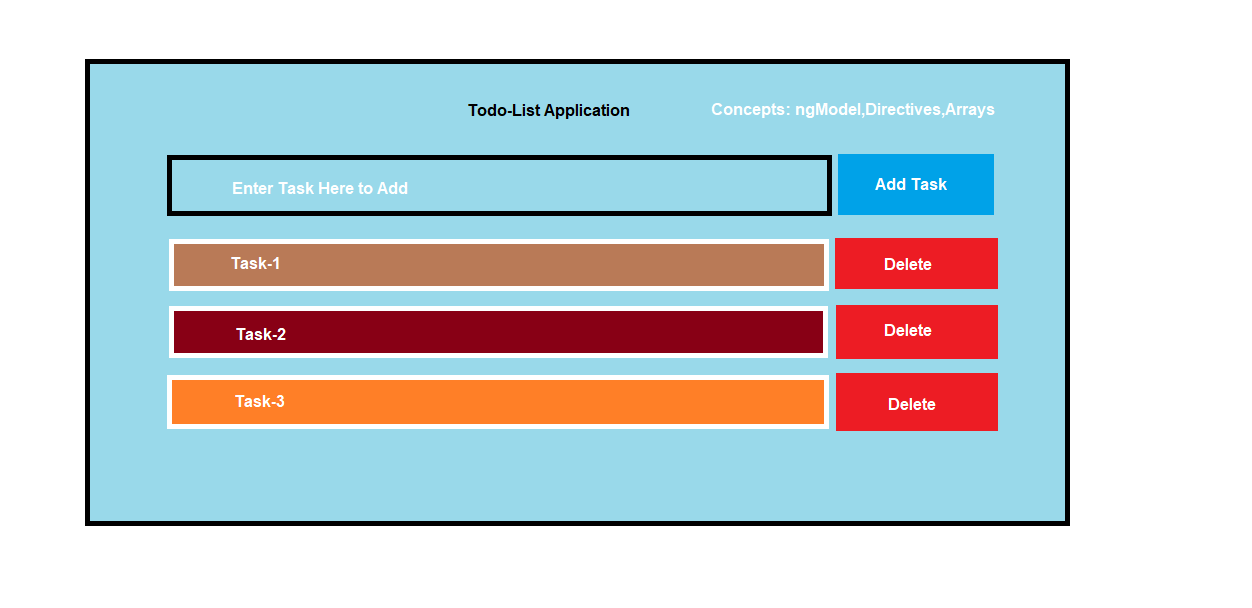 Todo-List Application
Concepts: ngModel,Directives,Arrays
Enter Task Here to Add
Add Task
Task-1
Delete
Task-2
Delete
Task-3
Delete